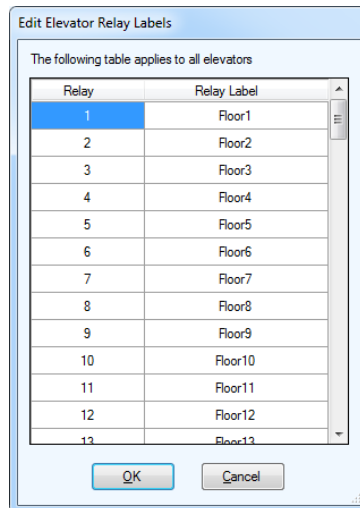 Edit Elevator Relay Labels
The following table applies to all elevators
Relay Relay Label
1 Floor1
2 Floor2
3 Floor3
4 Floor4
5 Floor5
6 Floor6
7 Floor7
8 Floor8
9 Floor9
10 Floor10
11 Floor11
12 Floor12
13 Floor13
OK Cancel